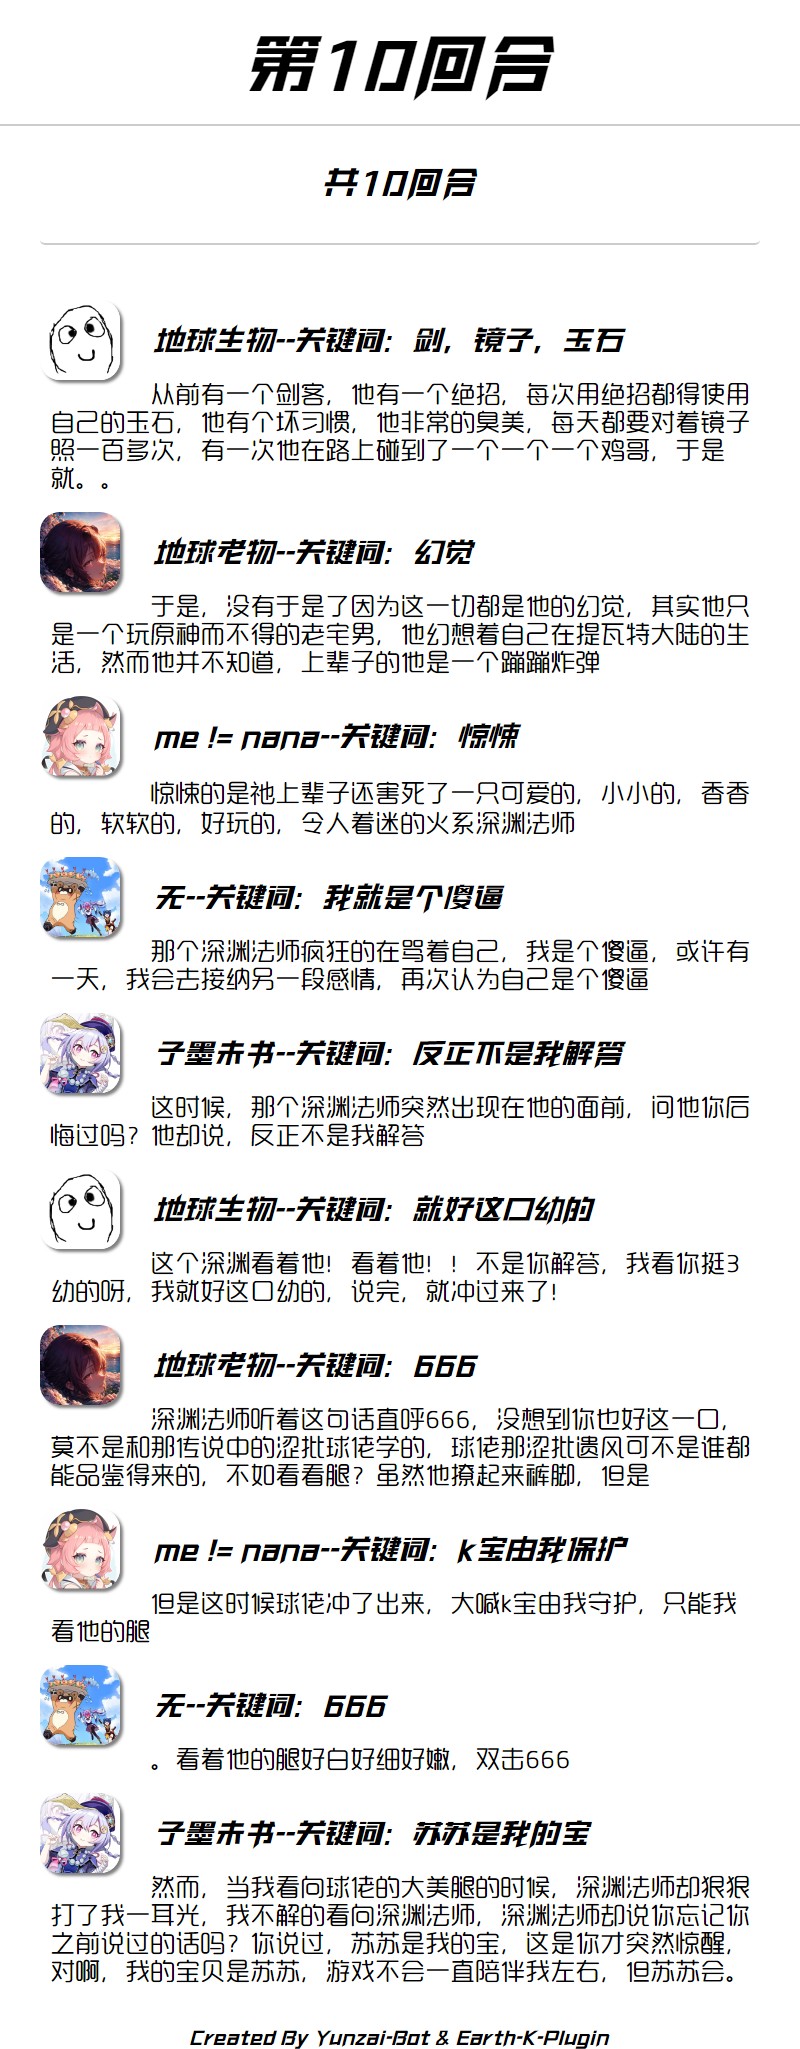 第10回合
共10回合
地球生物--关键词：剑，镜子，玉石
从前有一个剑客，他有一个绝招，每次用绝招都得使用
自己的玉石，他有个坏习惯，他非常的臭美，每天都要对着镜子
照一百多次，有一次他在路上碰到了一个一个一个鸡哥，于是
就。。
地球老物--关键词：幻觉
于是，没有于是了因为这一切都是他的幻觉，其实他只
是一个玩原神而不得的老宅男，他幻想着自己在提瓦特大陆的生
活，然而他并不知道，上辈子的他是一个蹦蹦炸弹
me != nana--关键词：惊悚
惊悚的是祂上辈子还害死了一只可爱的，小小的，香香
的，软软的，好玩的，令人着迷的火系深渊法师
无--关键词：我就是个傻逼
那个深渊法师疯狂的在骂着自己，我是个傻逼，或许有
一天，我会去接纳另一段感情，再次认为自己是个傻逼
子墨未书--关键词：反正不是我解答
这时候，那个深渊法师突然出现在他的面前，问他你后
悔过吗？他却说，反正不是我解答
地球生物--关键词：就好这口幼的
这个深渊看着他！看着他！！不是你解答，我看你挺3
幼的呀，我就好这口幼的，说完，就冲过来了!
地球老物--关键词：666
深渊法师听着这句话直呼666，没想到你也好这一口，
莫不是和那传说中的涩批球佬学的，球佬那涩批遗风可不是谁都
能品鉴得来的，不如看看腿？虽然他撩起来裤脚，但是
me != nana--关键词：k宝由我保护
但是这时候球佬冲了出来，大喊k宝由我守护，只能我
看他的腿
无--关键词：666
。看着他的腿好白好细好嫩，双击666
子墨未书--关键词：苏苏是我的宝
然而，当我看向球佬的大美腿的时候，深渊法师却狠狠
打了我一耳光，我不解的看向深渊法师，深渊法师却说你忘记你
之前说过的话吗？你说过，苏苏是我的宝，这是你才突然惊醒，
对啊，我的宝贝是苏苏，游戏不会一直陪伴我左右，但苏苏会。
Created By Yunzai-Bot & Earth-K-Plugin